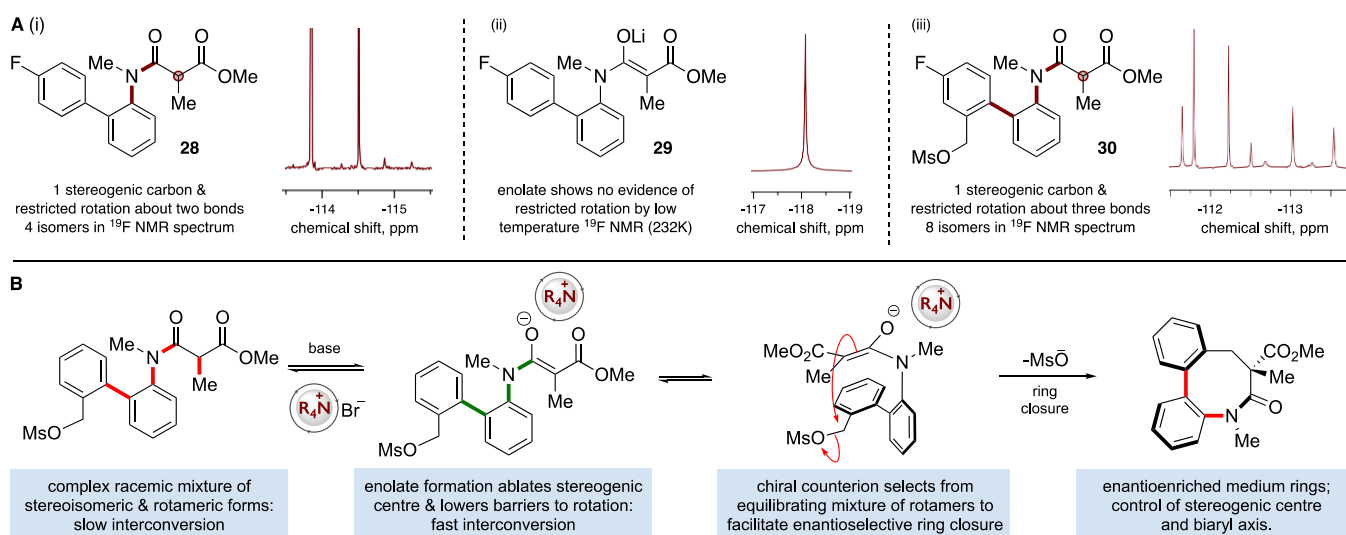 A (i)
O
O
Me
N
OMe
Me
F
28
-114
-115
chemical shift, ppm
1 stereogenic carbon &
restricted rotation about two bonds
4 isomers in ¹⁹F NMR spectrum
(ii)
OLi
O
Me
N
OMe
Me
F
29
-117
-118
-119
chemical shift, ppm
enolate shows no evidence of
restricted rotation by low
temperature ¹⁹F NMR (232K)
(iii)
O
O
Me
N
OMe
Me
F
MsO
30
-112
-113
chemical shift, ppm
1 stereogenic carbon &
restricted rotation about three bonds
8 isomers in ¹⁹F NMR spectrum
B
O
O
Me
N
OMe
Me
MsO
base
R₄N⁺ Br⁻
R₄N⁺
O⁻
O
Me
N
OMe
Me
MsO
R₄N⁺
O⁻
MeO₂C
Me
N
Me
MsO
-MsO⁻
ring
closure
CO₂Me
Me
O
N
Me
complex racemic mixture of
stereoisomeric & rotameric forms:
slow interconversion
enolate formation ablates stereogenic
centre & lowers barriers to rotation:
fast interconversion
chiral counterion selects from
equilibrating mixture of rotamers to
facilitate enantioselective ring closure
enantioenriched medium rings;
control of stereogenic centre
and biaryl axis.